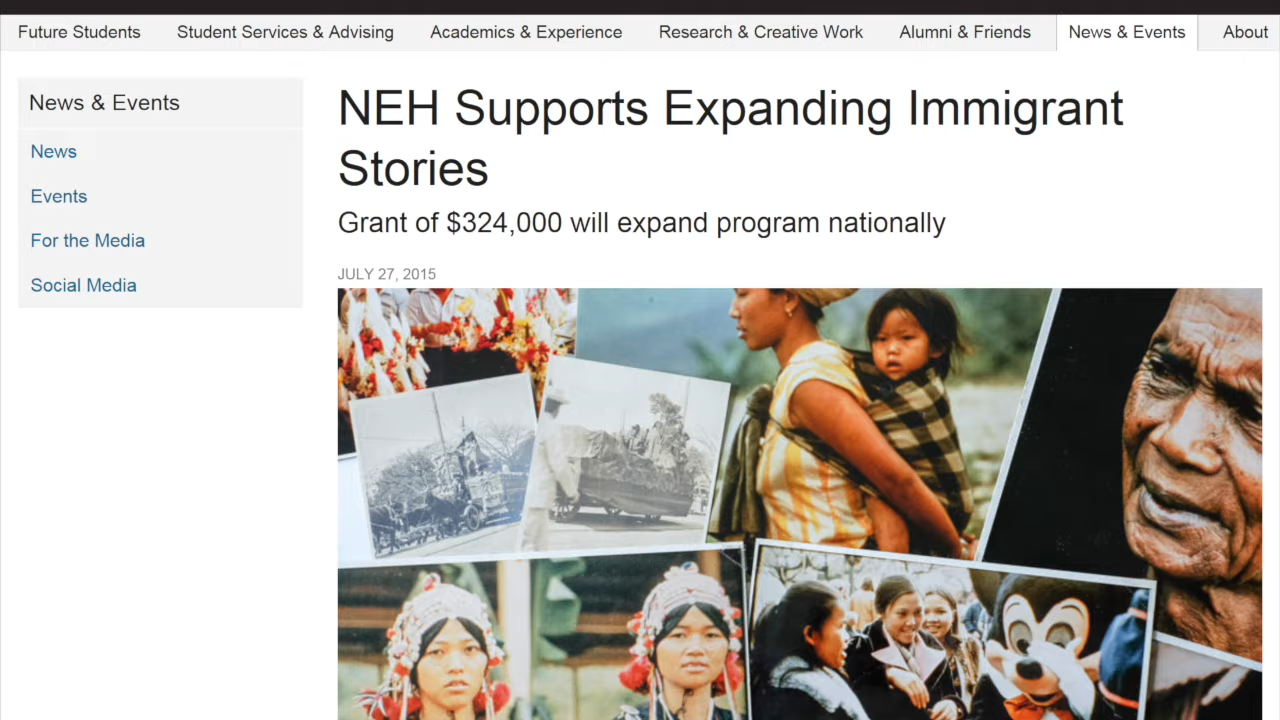 Future Students Student Services & Advising Academics & Experience Research & Creative Work Alumni & Friends News & Events About
News & Events
News
Events
For the Media
Social Media
NEH Supports Expanding Immigrant
Stories
Grant of $324,000 will expand program nationally
JULY 27, 2015